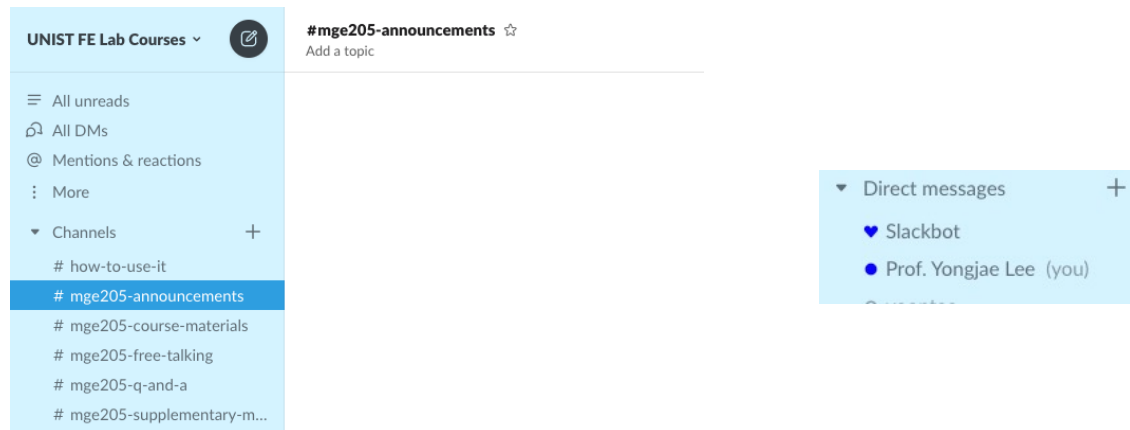 UNIST FE Lab Courses
#mge205-announcements
Add a topic
All unreads
All DMs
@ Mentions & reactions
More
Channels
# how-to-use-it
# mge205-announcements
# mge205-course-materials
# mge205-free-talking
# mge205-q-and-a
# mge205-supplementary-m...
Direct messages
Slackbot
Prof. Yongjae Lee (you)